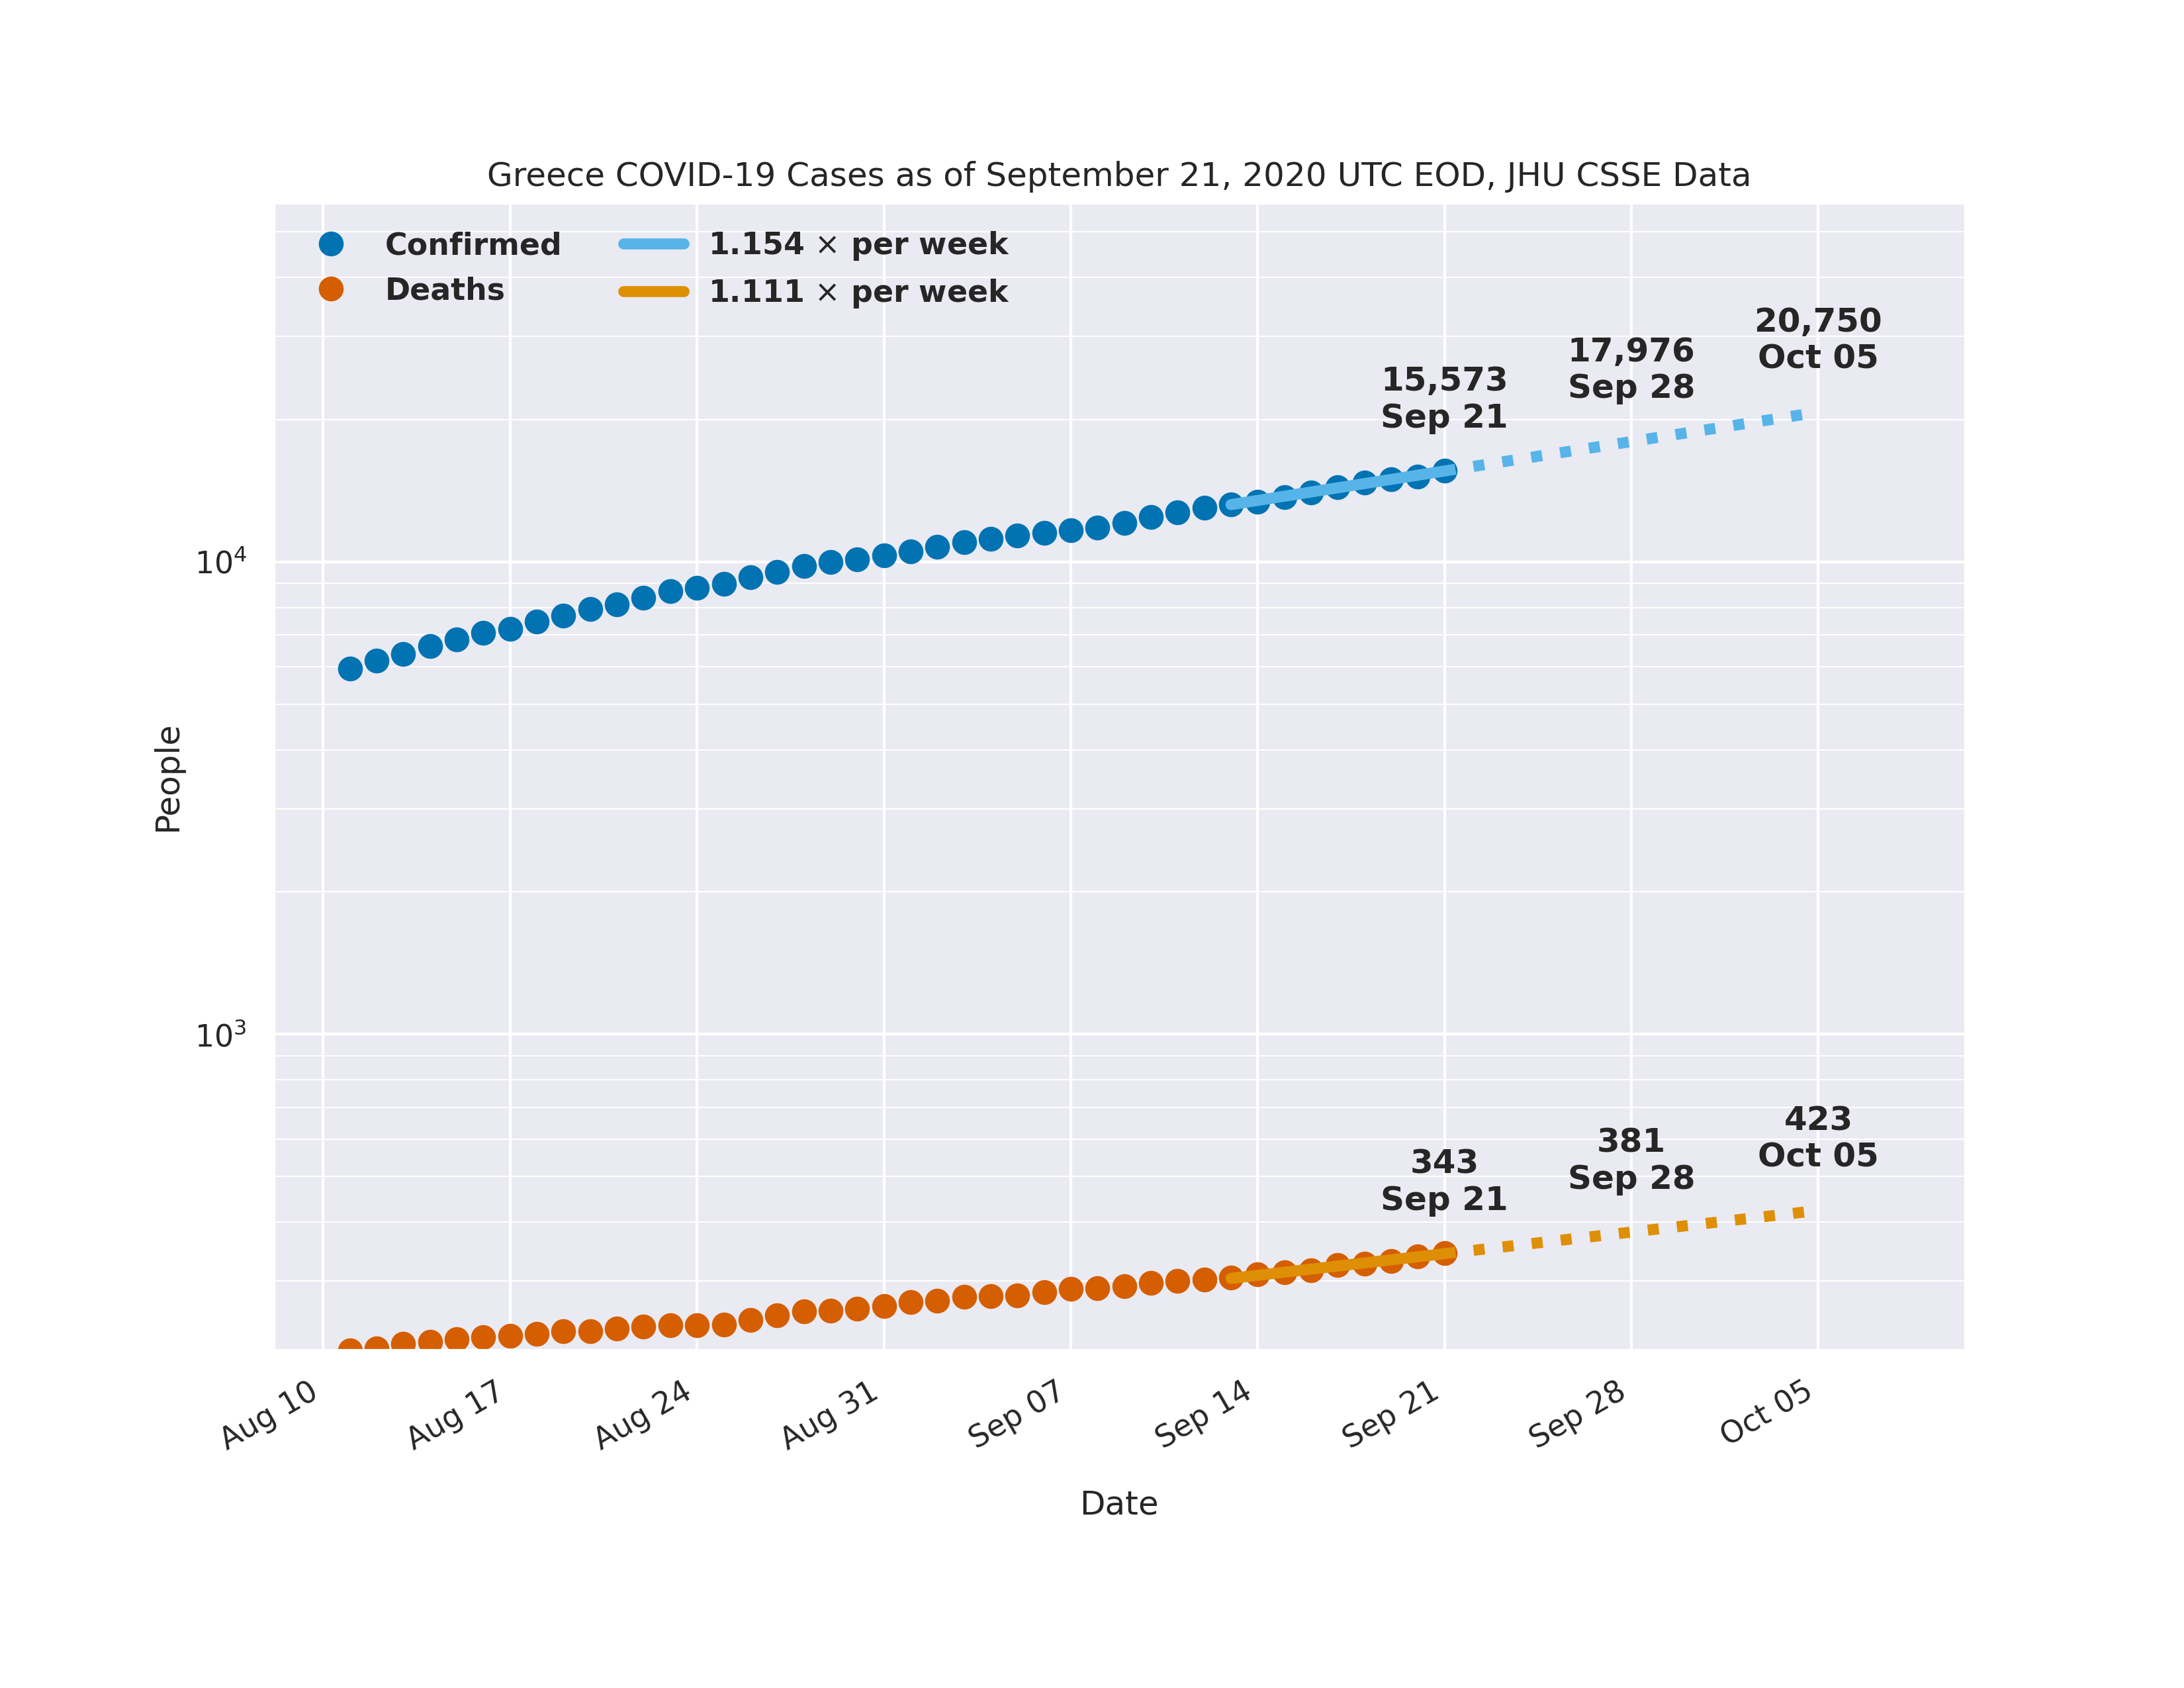 Greece COVID-19 Cases as of September 21, 2020 UTC EOD, JHU CSSE Data
Confirmed
Deaths
1.154 × per week
1.111 × per week
20,750
Oct 05
17,976
Sep 28
15,573
Sep 21
10⁴
People
10³
423
Oct 05
381
Sep 28
343
Sep 21
Aug 10
Aug 17
Aug 24
Aug 31
Sep 07
Sep 14
Sep 21
Sep 28
Oct 05
Date